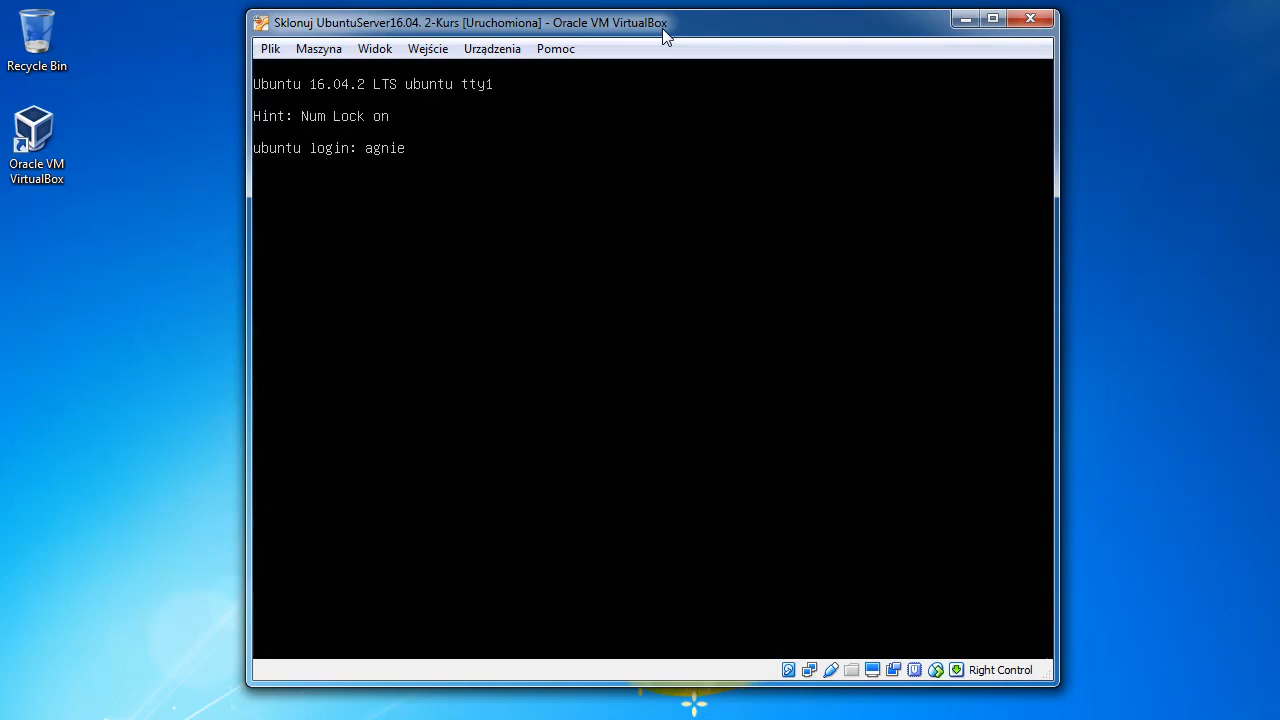 Recycle Bin
Oracle VM
VirtualBox
Sklonuj UbuntuServer16.04. 2-Kurs [Uruchomiona] - Oracle VM VirtualBox
Plik Maszyna Widok Wejście Urządzenia Pomoc
Ubuntu 16.04.2 LTS ubuntu tty1
Hint: Num Lock on
ubuntu login: agnie
Right Control